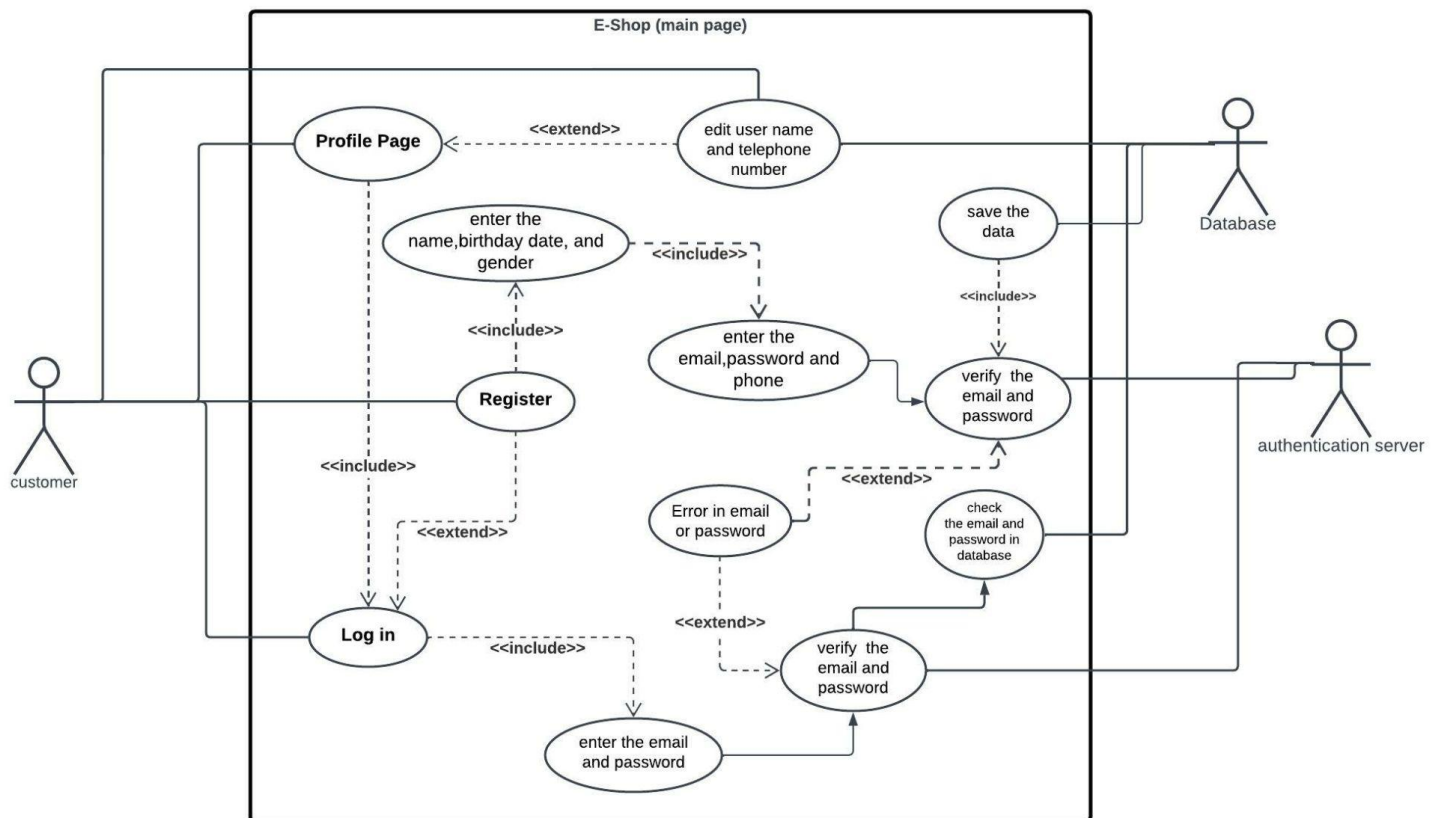 E-Shop (main page)
Profile Page
<<extend>>
edit user name
and telephone
number
save the
data
Database
enter the
name,birthday date, and
gender
<<include>>
<<include>>
<<include>>
enter the
email,password and
phone
verify  the
email and
password
Register
customer
authentication server
<<include>>
<<extend>>
<<extend>>
Error in email
or password
check
the email and
password in
database
<<extend>>
Log in
<<include>>
verify  the
email and
password
enter the email
and password